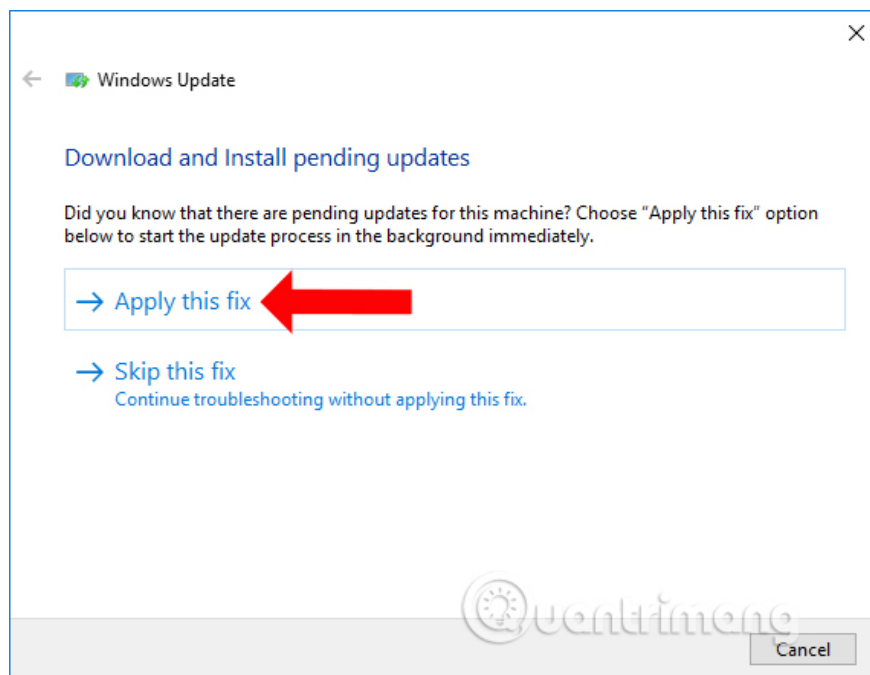 Windows Update
Download and Install pending updates
Did you know that there are pending updates for this machine? Choose “Apply this fix” option
below to start the update process in the background immediately.
Apply this fix
Skip this fix
Continue troubleshooting without applying this fix.
Quantrimang
Cancel